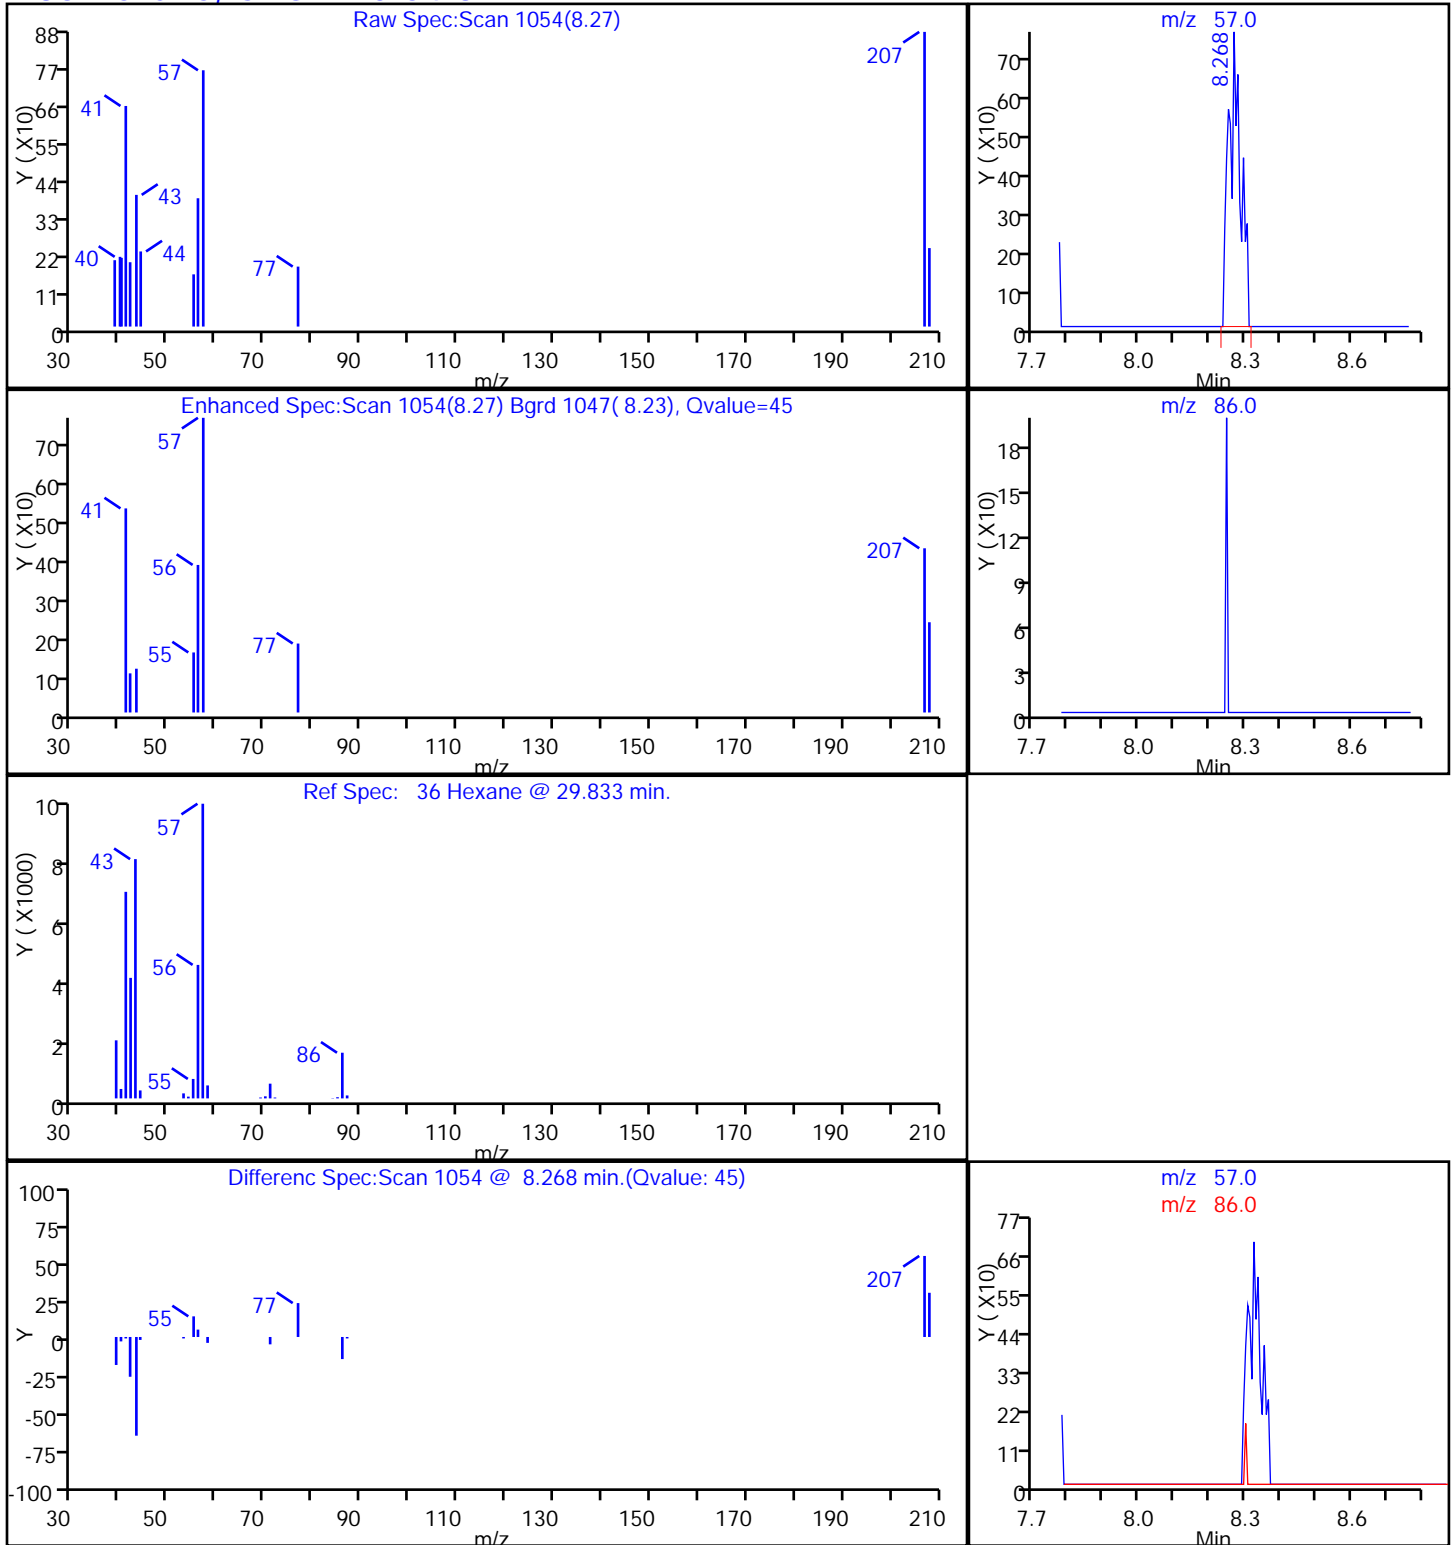 Raw Spec:Scan 1054(8.27)
88
77
66
55
44
33
22
11
0
Y ( X10)
41
57
43
40
44
77
207
30 50 70 90 110 130 150 170 190 210
m/z
m/z 57.0
8.268
70
60
50
40
30
20
10
0
Y ( X10)
7.7 8.0 8.3 8.6
Min
Enhanced Spec:Scan 1054(8.27) Bgrd 1047( 8.23), Qvalue=45
70
60
50
40
30
20
10
0
Y ( X10)
57
41
56
55
77
207
30 50 70 90 110 130 150 170 190 210
m/z
m/z 86.0
18
15
12
9
6
3
0
Y ( X10)
7.7 8.0 8.3 8.6
Min
Ref Spec: 36 Hexane @ 29.833 min.
10
8
6
4
2
0
Y ( X1000)
57
43
56
55
86
30 50 70 90 110 130 150 170 190 210
m/z
Differenc Spec:Scan 1054 @ 8.268 min.(Qvalue: 45)
100
75
50
25
0
-25
-50
-75
-100
Y
55
77
207
30 50 70 90 110 130 150 170 190 210
m/z
m/z 57.0
m/z 86.0
77
66
55
44
33
22
11
0
Y ( X10)
7.7 8.0 8.3 8.6
Min